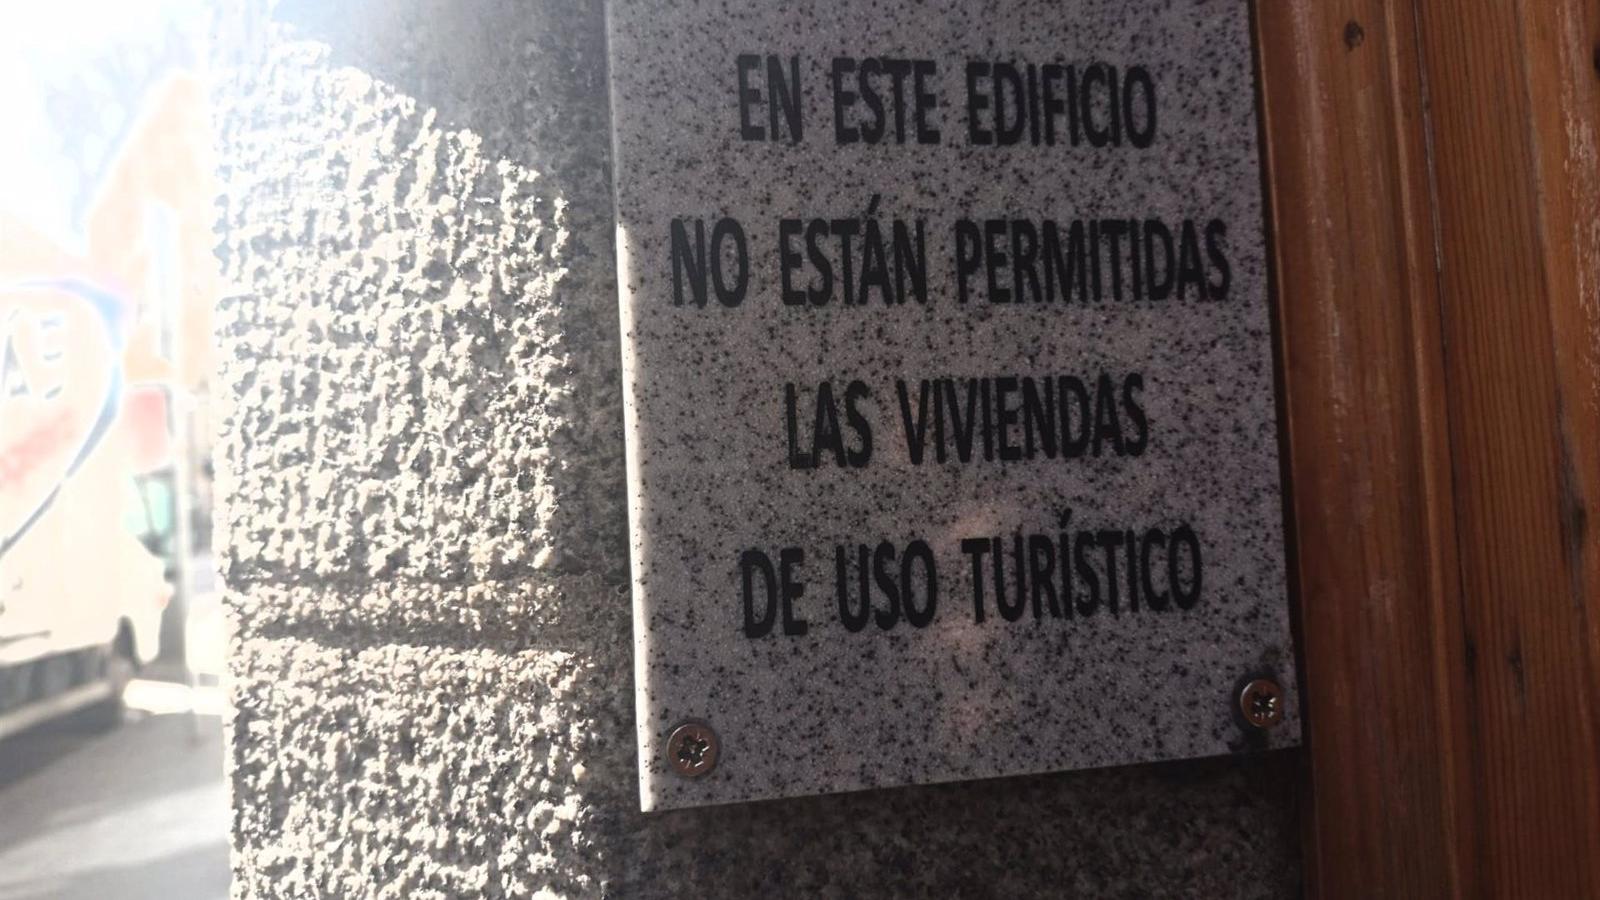 EN ESTE EDIFICIO
NO ESTÁN PERMITIDAS
LAS VIVIENDAS
DE USO TURÍSTICO